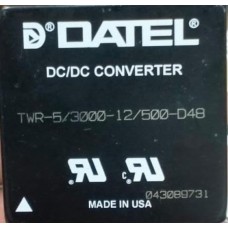 DATEL®
DC/DC CONVERTER
TWR-5/3000-12/500-D48
043089731
MADE IN USA